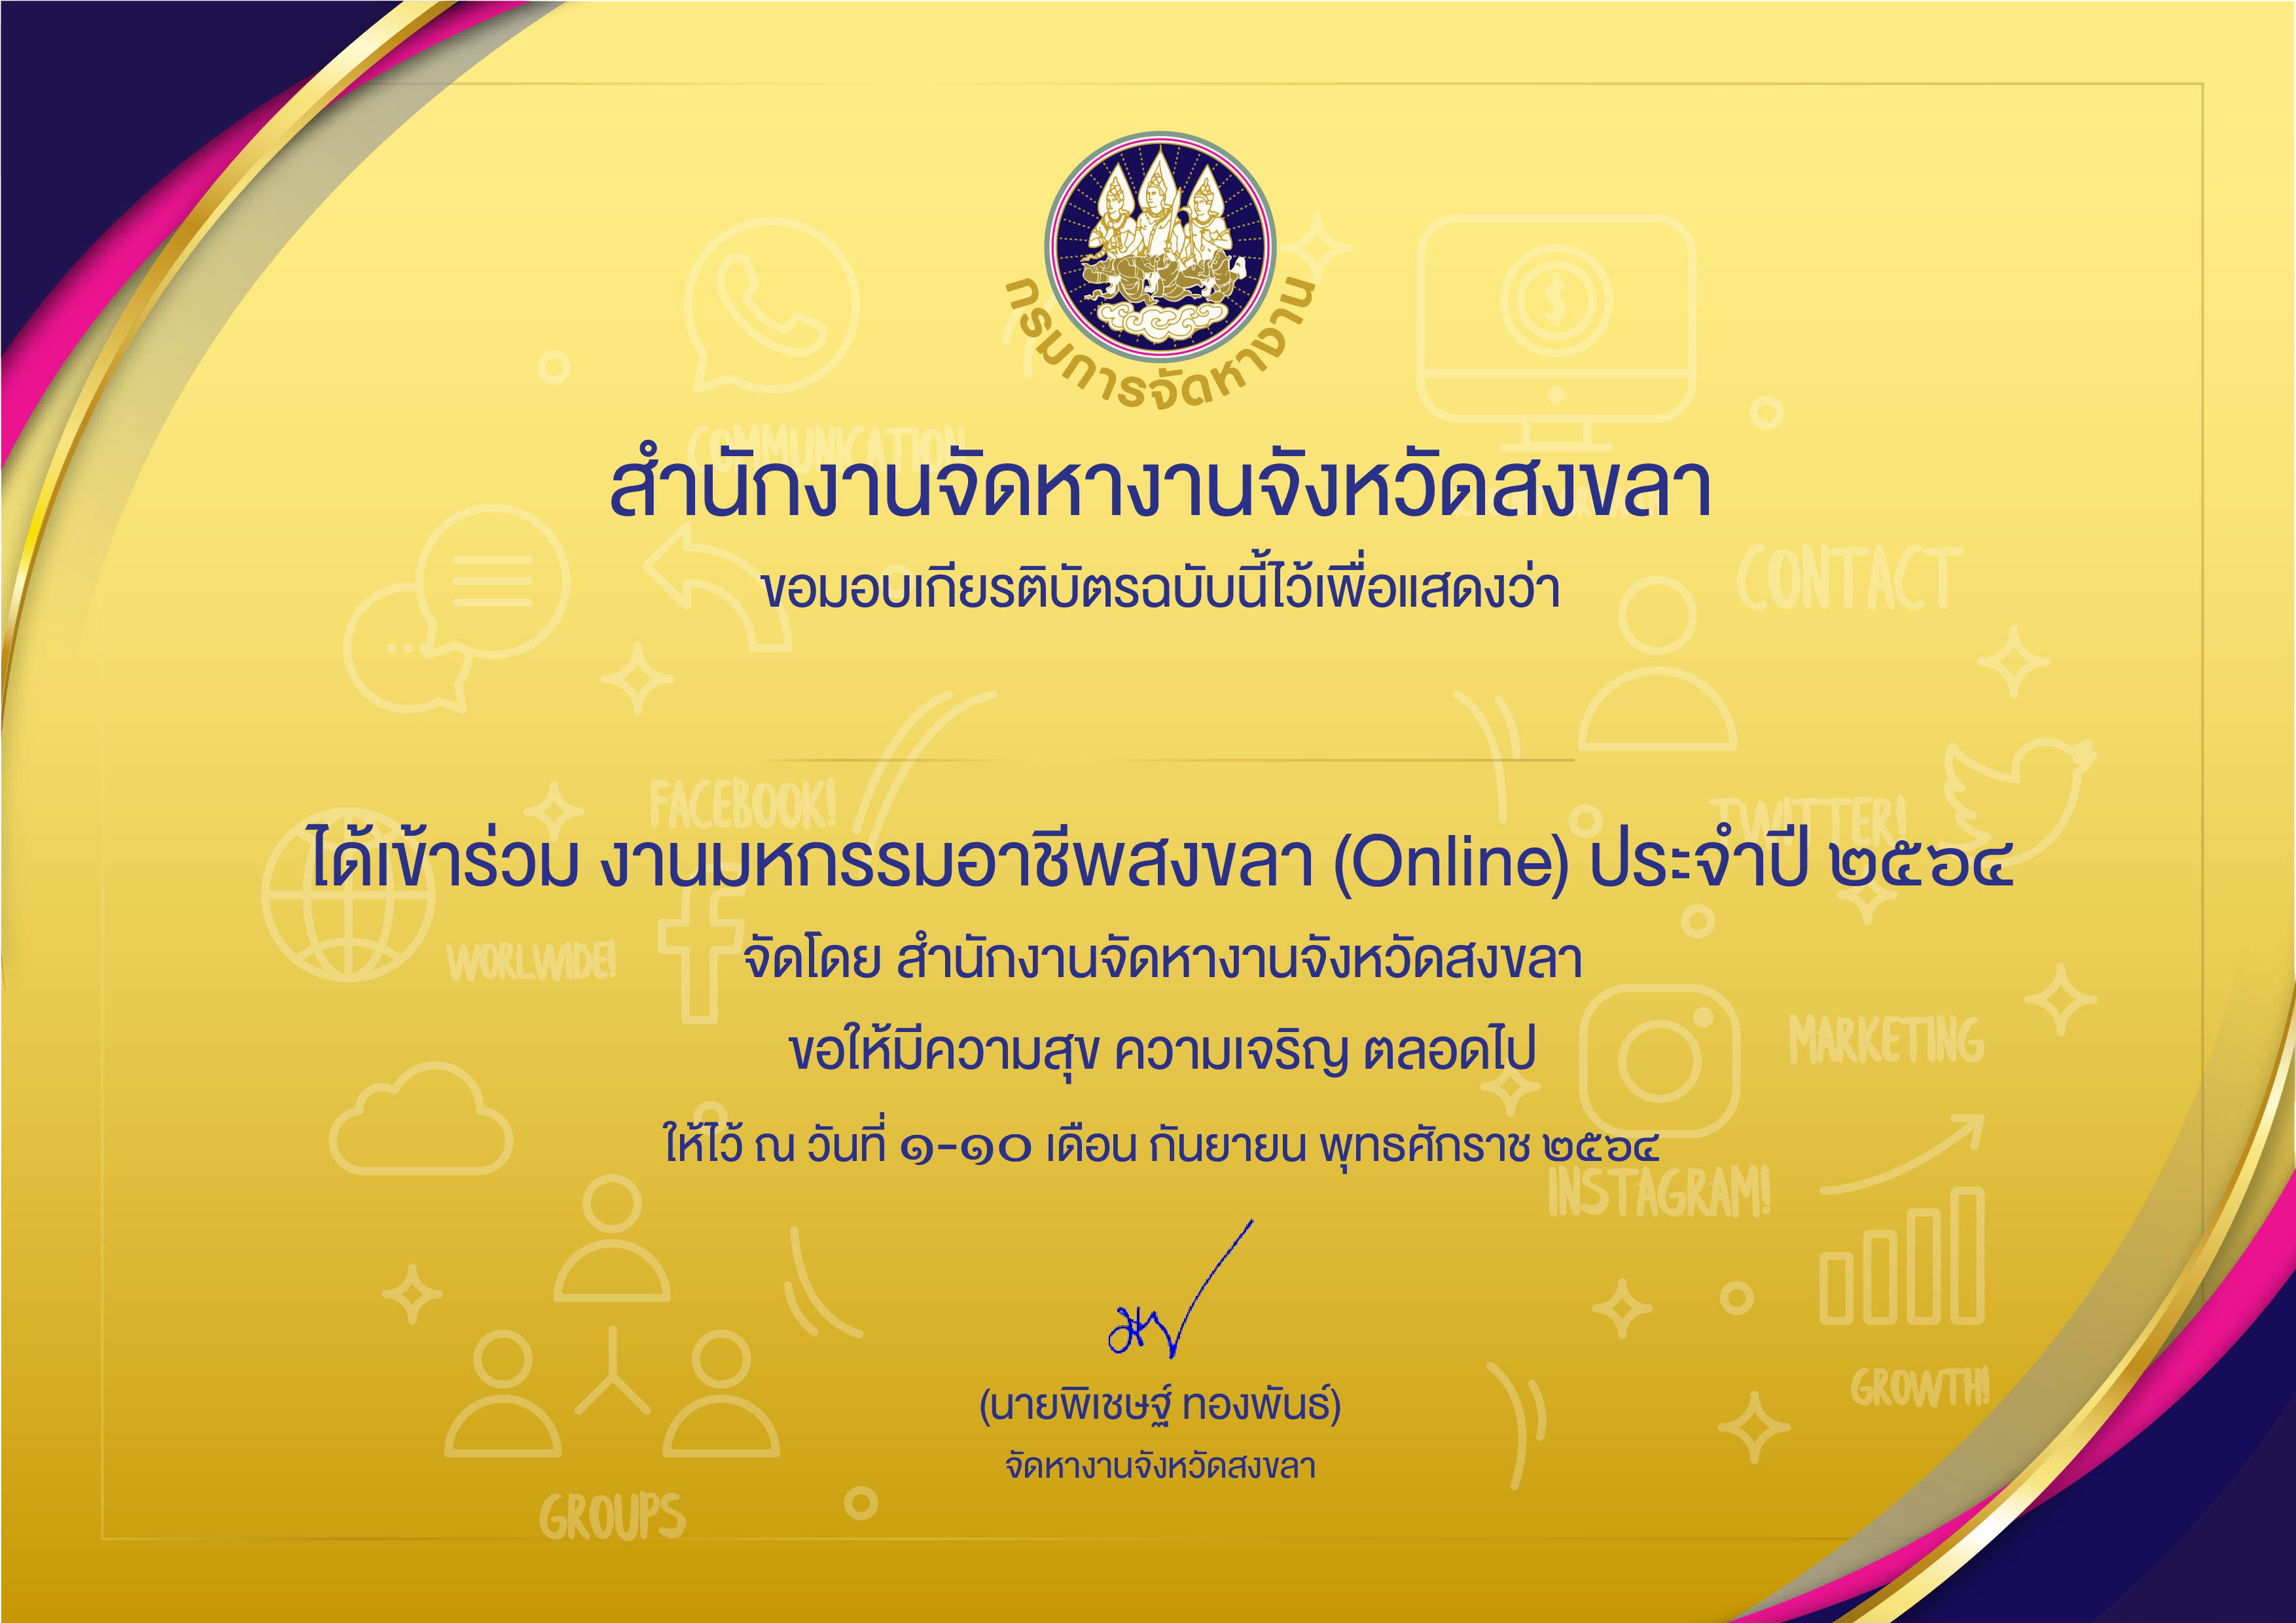 กรมการจัดหางาน
COMMUNICATION
สำนักงานจัดหางานจังหวัดสงขลา
ขอมอบเกียรติบัตรฉบับนี้ไว้เพื่อแสดงว่า
CONTACT
FACEBOOK!
TWITTER!
ได้เข้าร่วม งานมหกรรมอาชีพสงขลา (Online) ประจำปี ๒๕๖๔
WORLWIDE!
จัดโดย สำนักงานจัดหางานจังหวัดสงขลา
MARKETING
ขอให้มีความสุข ความเจริญ ตลอดไป
ให้ไว้ ณ วันที่ ๑-๑๐ เดือน กันยายน พุทธศักราช ๒๕๖๔
INSTAGRAM!
GROWTH!
(นายพิเชษฐ์ ทองพันธ์)
จัดหางานจังหวัดสงขลา
GROUPS